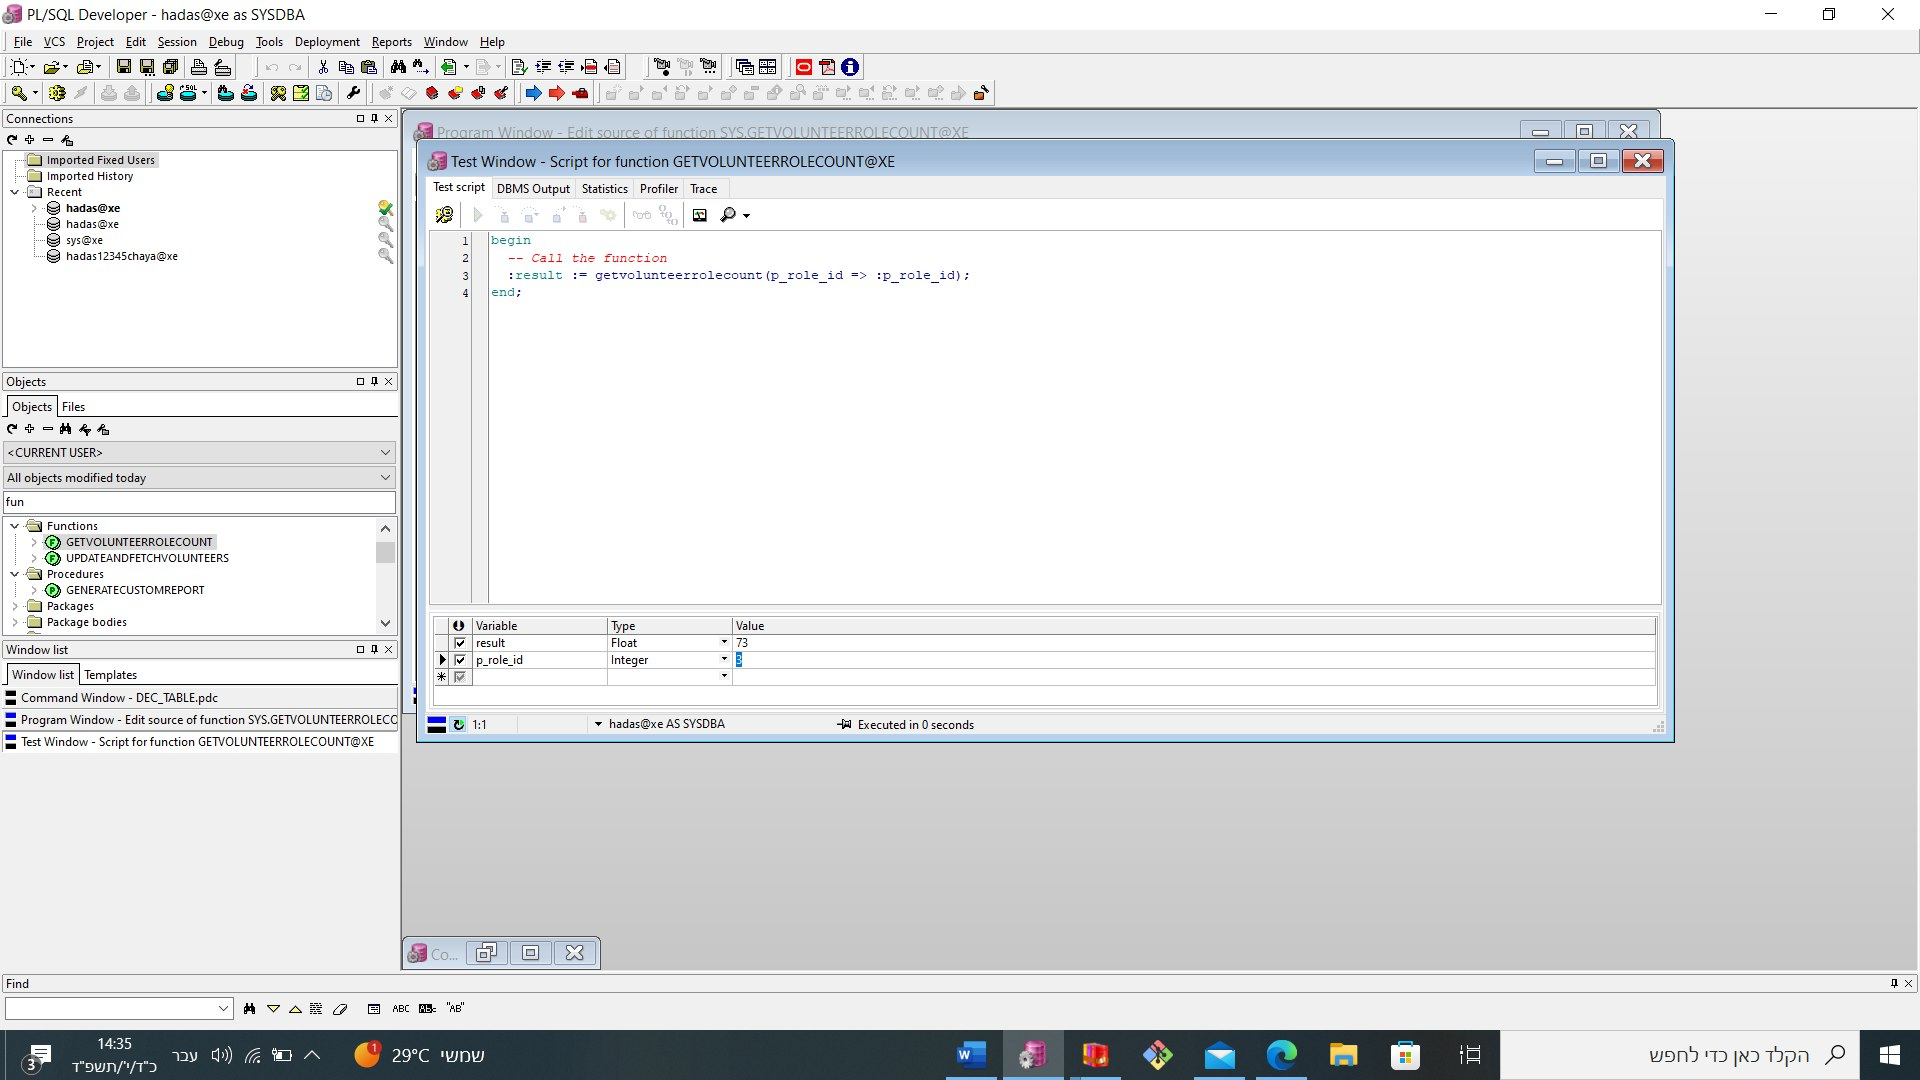 PL/SQL Developer - hadas@xe as SYSDBA
File VCS Project Edit Session Debug Tools Deployment Reports Window Help
Connections
Imported Fixed Users
Imported History
Recent
hadas@xe
hadas@xe
sys@xe
hadas12345chaya@xe
Objects
Objects Files
<CURRENT USER>
All objects modified today
fun
Functions
GETVOLUNTEERROLECOUNT
UPDATEANDFETCHVOLUNTEERS
Procedures
GENERATECUSTOMREPORT
Packages
Package bodies
Window list
Window list Templates
Command Window - DEC_TABLE.pdc
Program Window - Edit source of function SYS.GETVOLUNTEERROLECO
Test Window - Script for function GETVOLUNTEERROLECOUNT@XE
Program Window - Edit source of function SYS.GETVOLUNTEERROLECOUNT@XE
Test Window - Script for function GETVOLUNTEERROLECOUNT@XE
Test script DBMS Output Statistics Profiler Trace
1 begin
2 -- Call the function
3 :result := getvolunteerrolecount(p_role_id => :p_role_id);
4 end;
Variable Type Value
result Float 73
p_role_id Integer 3
1:1 hadas@xe AS SYSDBA Executed in 0 seconds
Co...
Find
ABC "AB"
3
14:35
כ"ד/י'/תשפ"ד
עבר
1
29°C שמשי
הקלד כאן כדי לחפש